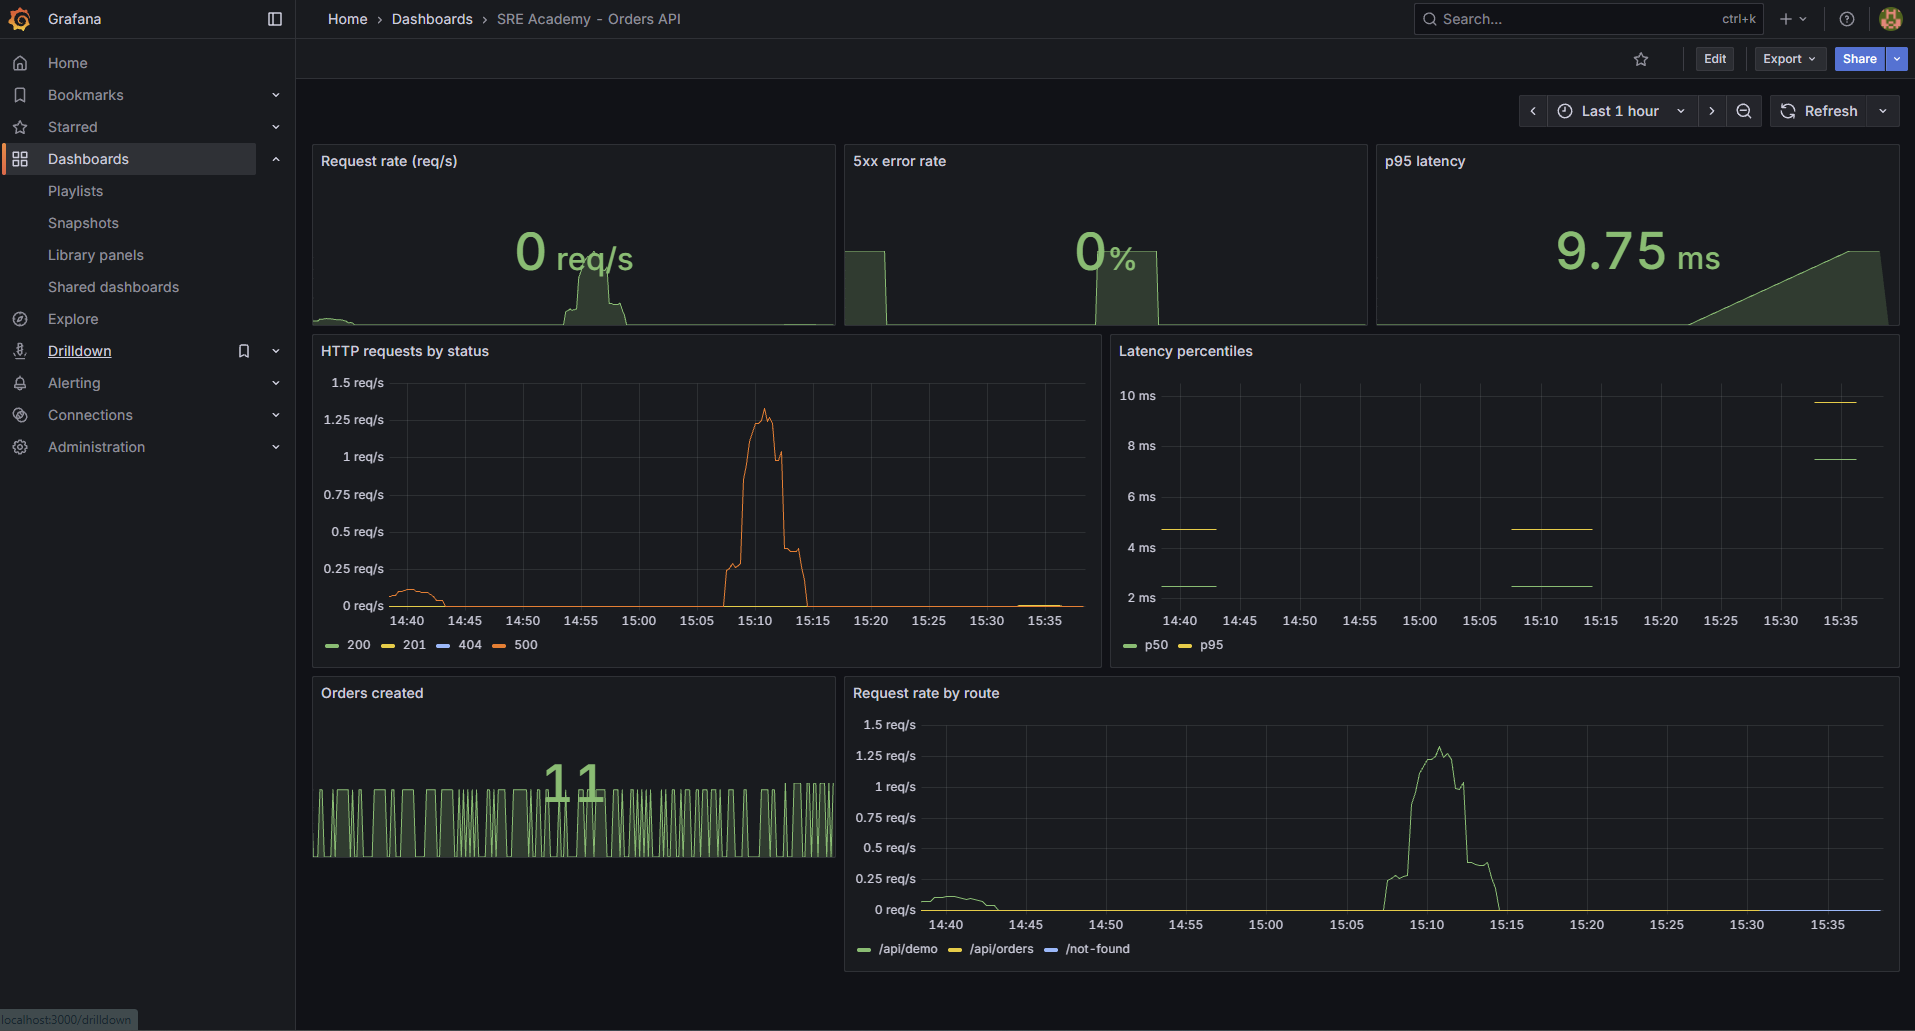 Grafana
Home › Dashboards › SRE Academy - Orders API
Search...
ctrl+k
Home
Bookmarks
Starred
Dashboards
Playlists
Snapshots
Library panels
Shared dashboards
Explore
Drilldown
Alerting
Connections
Administration
Edit
Export
Share
Last 1 hour
Refresh
Request rate (req/s)
0 req/s
5xx error rate
0%
p95 latency
9.75 ms
HTTP requests by status
1.5 req/s
1.25 req/s
1 req/s
0.75 req/s
0.5 req/s
0.25 req/s
0 req/s
14:40 14:45 14:50 14:55 15:00 15:05 15:10 15:15 15:20 15:25 15:30 15:35
200 201 404 500
Latency percentiles
10 ms
8 ms
6 ms
4 ms
2 ms
14:40 14:45 14:50 14:55 15:00 15:05 15:10 15:15 15:20 15:25 15:30 15:35
p50 p95
Orders created
11
Request rate by route
1.5 req/s
1.25 req/s
1 req/s
0.75 req/s
0.5 req/s
0.25 req/s
0 req/s
14:40 14:45 14:50 14:55 15:00 15:05 15:10 15:15 15:20 15:25 15:30 15:35
/api/demo /api/orders /not-found
localhost:3000/drilldown